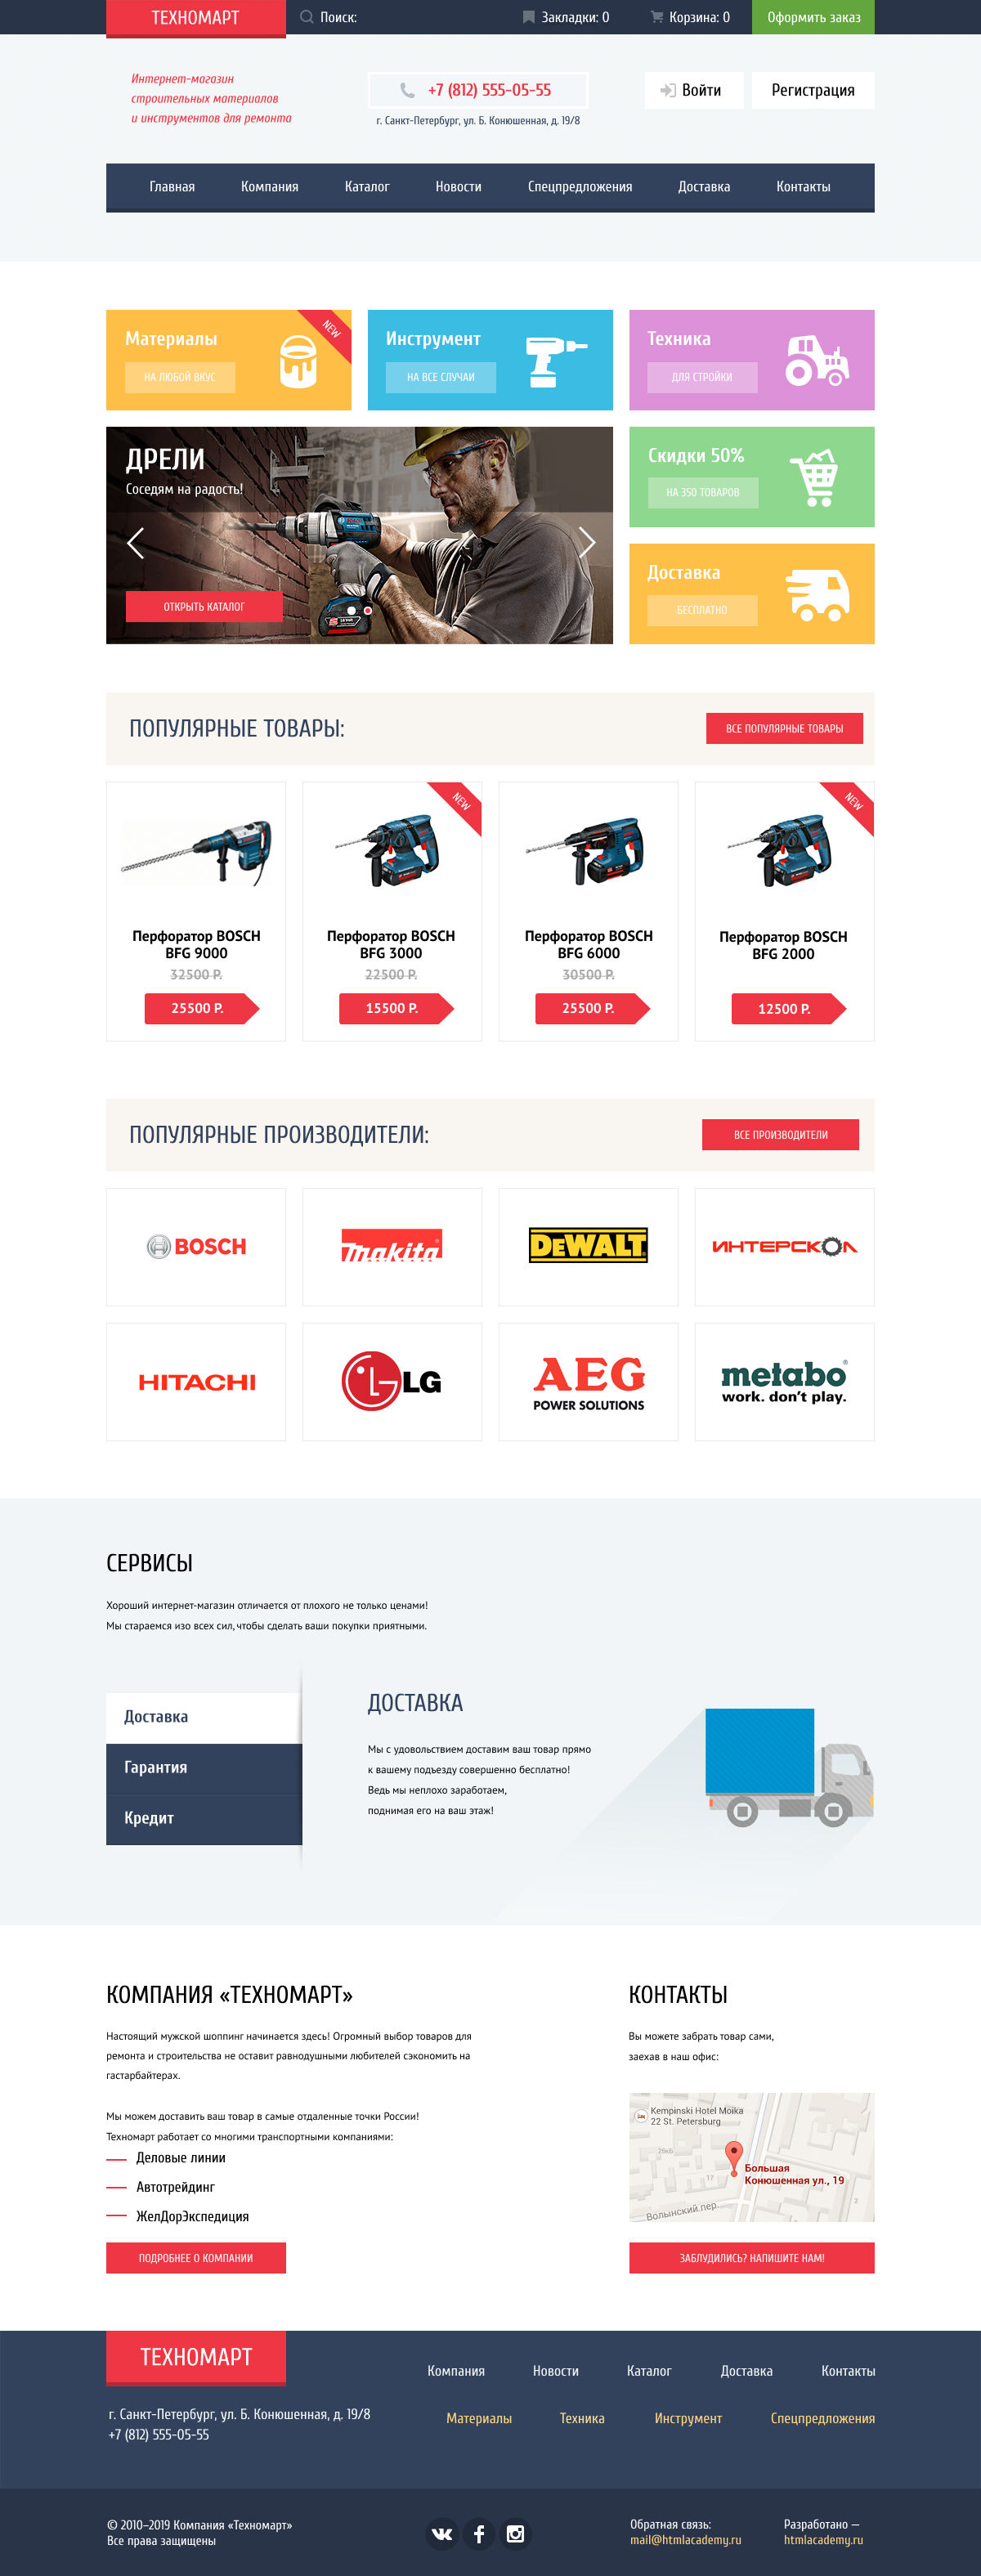 ТЕХНОМАРТ
Поиск:
Закладки: 0
Корзина: 0
Оформить заказ
Интернет-магазин
строительных материалов
и инструментов для ремонта
+7 (812) 555-05-55
г. Санкт-Петербург, ул. Б. Конюшенная, д. 19/8
Войти
Регистрация
Главная
Компания
Каталог
Новости
Спецпредложения
Доставка
Контакты
Материалы
НА ЛЮБОЙ ВКУС
NEW
Инструмент
НА ВСЕ СЛУЧАИ
Техника
ДЛЯ СТРОЙКИ
ДРЕЛИ
Соседям на радость!
ОТКРЫТЬ КАТАЛОГ
Скидки 50%
НА 350 ТОВАРОВ
Доставка
БЕСПЛАТНО
ПОПУЛЯРНЫЕ ТОВАРЫ:
ВСЕ ПОПУЛЯРНЫЕ ТОВАРЫ
Перфоратор BOSCH
BFG 9000
32500 Р.
25500 Р.
NEW
Перфоратор BOSCH
BFG 3000
22500 Р.
15500 Р.
Перфоратор BOSCH
BFG 6000
30500 Р.
25500 Р.
NEW
Перфоратор BOSCH
BFG 2000
12500 Р.
ПОПУЛЯРНЫЕ ПРОИЗВОДИТЕЛИ:
ВСЕ ПРОИЗВОДИТЕЛИ
BOSCH
makita
DEWALT
ИНТЕРСКОЛ
HITACHI
LG
AEG
POWER SOLUTIONS
metabo
work. don't play.
СЕРВИСЫ
Хороший интернет-магазин отличается от плохого не только ценами!
Мы стараемся изо всех сил, чтобы сделать ваши покупки приятными.
Доставка
Гарантия
Кредит
ДОСТАВКА
Мы с удовольствием доставим ваш товар прямо
к вашему подъезду совершенно бесплатно!
Ведь мы неплохо заработаем,
поднимая его на ваш этаж!
КОМПАНИЯ «ТЕХНОМАРТ»
Настоящий мужской шоппинг начинается здесь! Огромный выбор товаров для
ремонта и строительства не оставит равнодушными любителей сэкономить на
гастарбайтерах.
Мы можем доставить ваш товар в самые отдаленные точки России!
Техномарт работает со многими транспортными компаниями:
Деловые линии
Автотрейдинг
ЖелДорЭкспедиция
ПОДРОБНЕЕ О КОМПАНИИ
КОНТАКТЫ
Вы можете забрать товар сами,
заехав в наш офис:
Kempinski Hotel Moika
22 St. Petersburg
Большая
Конюшенная ул., 19
17
2
Волынский пер.
ЗАБЛУДИЛИСЬ? НАПИШИТЕ НАМ!
ТЕХНОМАРТ
г. Санкт-Петербург, ул. Б. Конюшенная, д. 19/8
+7 (812) 555-05-55
Компания
Новости
Каталог
Доставка
Контакты
Материалы
Техника
Инструмент
Спецпредложения
© 2010–2019 Компания «Техномарт»
Все права защищены
Обратная связь:
mail@htmlacademy.ru
Разработано —
htmlacademy.ru